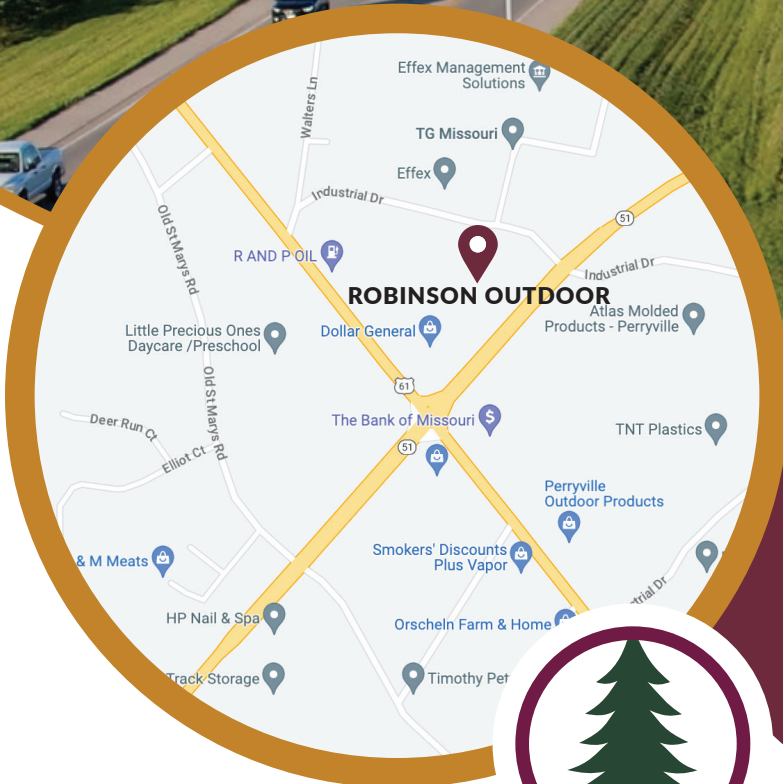 Effex Management
Solutions
Walters Ln
TG Missouri
Effex
Industrial Dr
51
Old St Marys Rd
R AND P OIL
Industrial Dr
ROBINSON OUTDOOR
Atlas Molded
Products - Perryville
Little Precious Ones
Daycare /Preschool
Dollar General
61
Old St Marys Rd
Deer Run Ct
The Bank of Missouri
$
TNT Plastics
51
Elliot Ct
Perryville
Outdoor Products
Smokers' Discounts
Plus Vapor
& M Meats
strial Dr
HP Nail & Spa
Orscheln Farm & Home
Track Storage
Timothy Pet